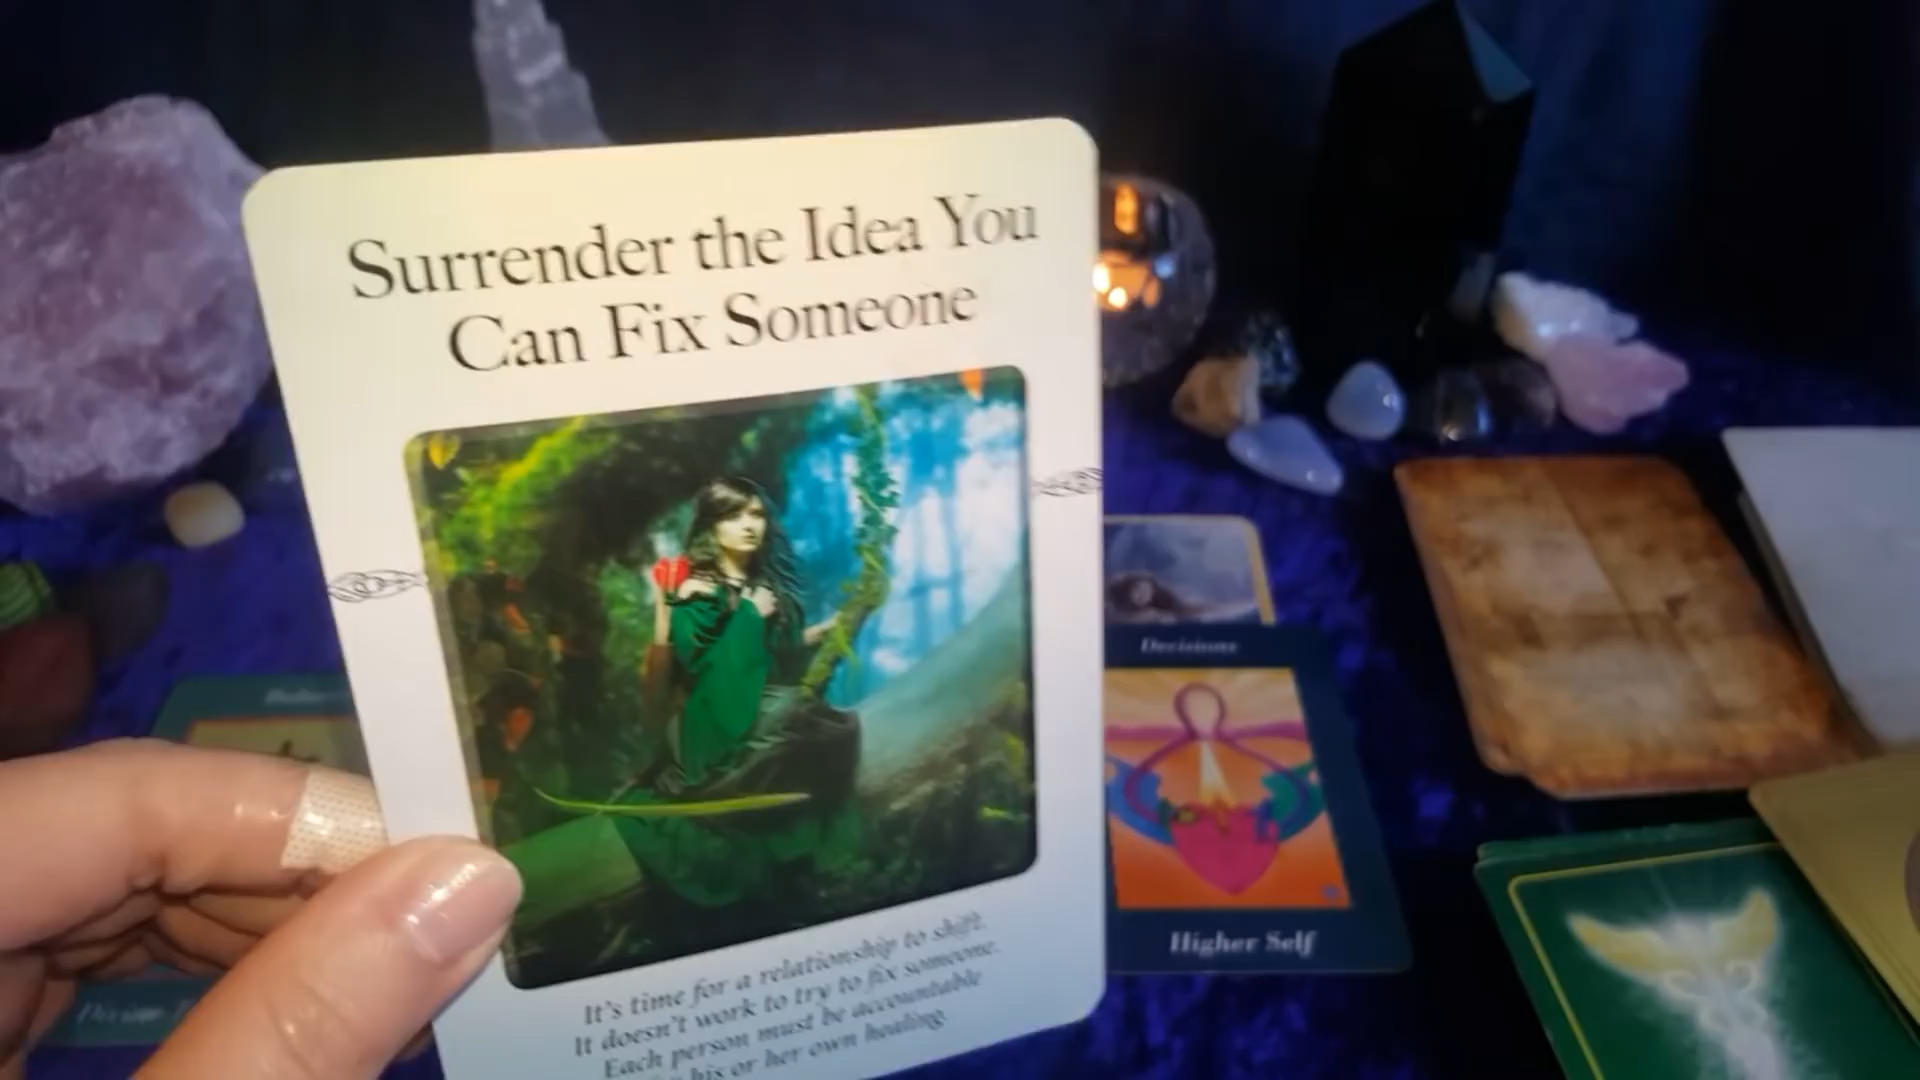 Surrender the Idea You
Can Fix Someone
It's time for a relationship to shift.
It doesn't work to try to fix someone.
Each person must be accountable
his or her own healing.
Decisions
Higher Self